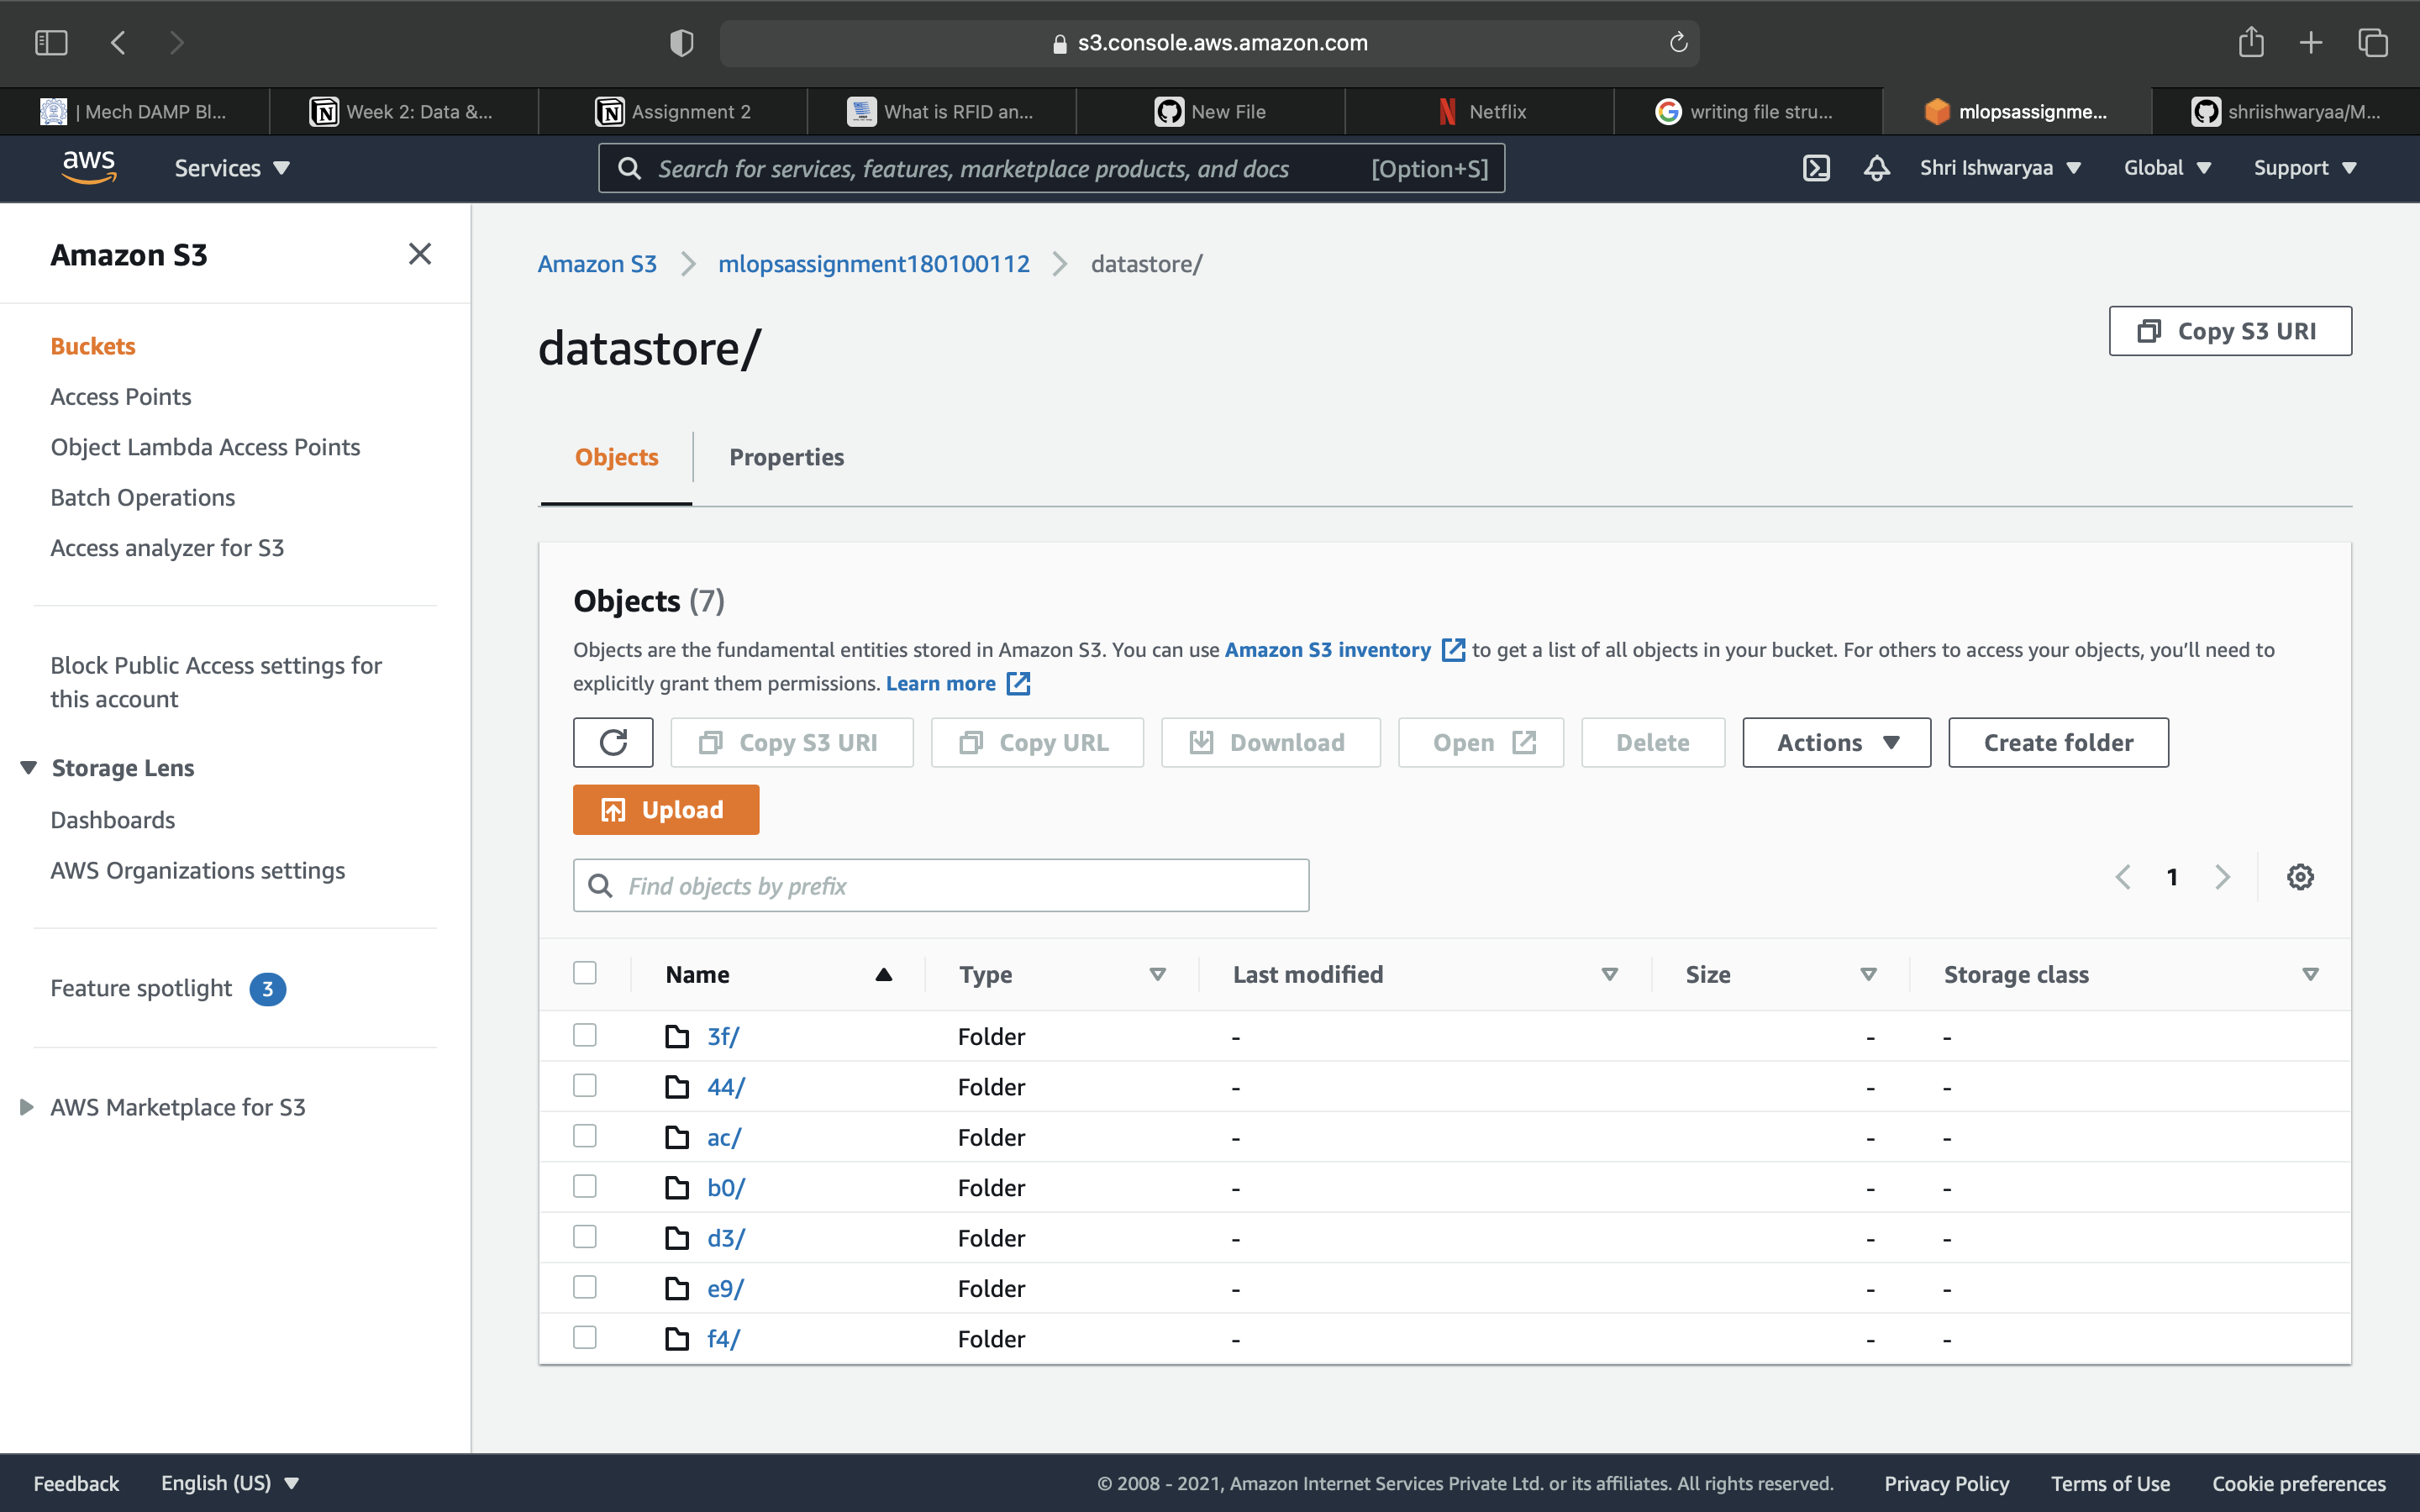 s3.console.aws.amazon.com
| Mech DAMP Bl...
Week 2: Data &...
Assignment 2
What is RFID an...
New File
Netflix
writing file stru...
mlopsassignme...
shriishwaryaa/M...
aws
Services
Search for services, features, marketplace products, and docs
[Option+S]
Shri Ishwaryaa
Global
Support
Amazon S3
Buckets
Access Points
Object Lambda Access Points
Batch Operations
Access analyzer for S3
Block Public Access settings for
this account
Storage Lens
Dashboards
AWS Organizations settings
Feature spotlight 3
AWS Marketplace for S3
Amazon S3 > mlopsassignment180100112 > datastore/
datastore/
Copy S3 URI
Objects
Properties
Objects (7)
Objects are the fundamental entities stored in Amazon S3. You can use Amazon S3 inventory to get a list of all objects in your bucket. For others to access your objects, you’ll need to
explicitly grant them permissions. Learn more
Copy S3 URI
Copy URL
Download
Open
Delete
Actions
Create folder
Upload
Find objects by prefix
1
Name Type Last modified Size Storage class
3f/ Folder - - -
44/ Folder - - -
ac/ Folder - - -
b0/ Folder - - -
d3/ Folder - - -
e9/ Folder - - -
f4/ Folder - - -
Feedback
English (US)
© 2008 - 2021, Amazon Internet Services Private Ltd. or its affiliates. All rights reserved.
Privacy Policy
Terms of Use
Cookie preferences